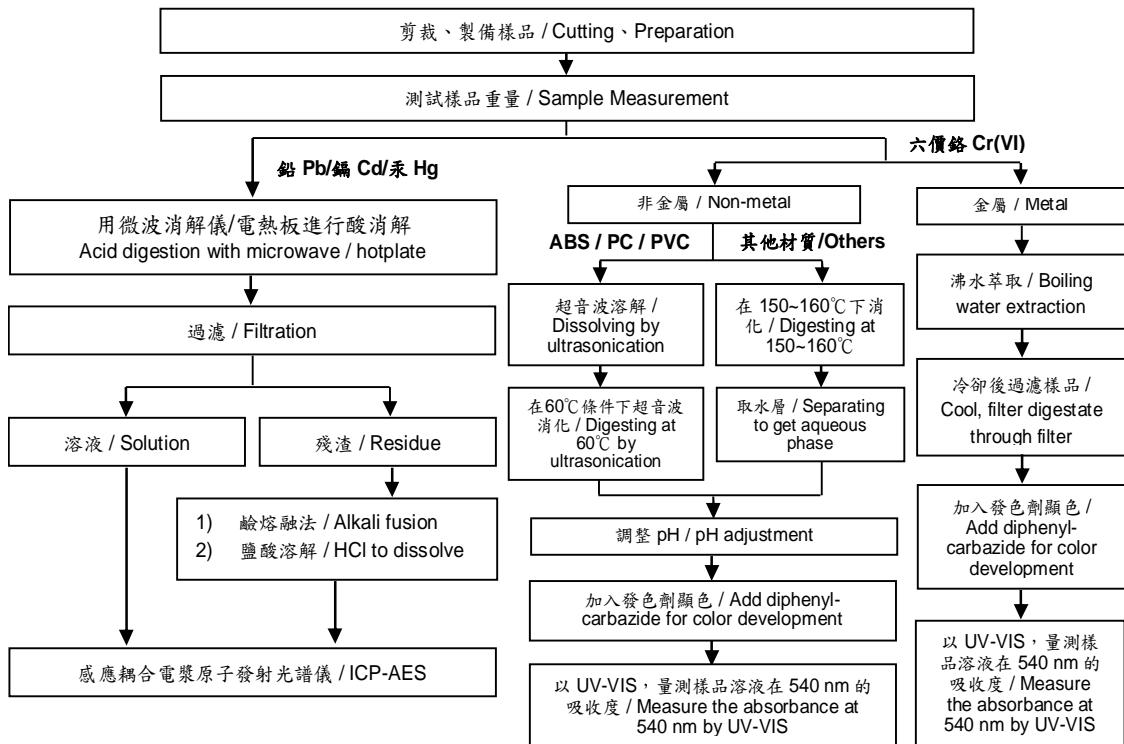 剪裁、製備樣品 / Cutting、Preparation
測試樣品重量 / Sample Measurement
鉛 Pb/鎘 Cd/汞 Hg
用微波消解儀/電熱板進行酸消解
Acid digestion with microwave / hotplate
過濾 / Filtration
溶液 / Solution
殘渣 / Residue
1) 鹼熔融法 / Alkali fusion
2) 鹽酸溶解 / HCl to dissolve
感應耦合電漿原子發射光譜儀 / ICP-AES
六價鉻 Cr(VI)
非金屬 / Non-metal
ABS / PC / PVC
超音波溶解 /
Dissolving by
ultrasonication
在60℃條件下超音波
消化 / Digesting at
60℃ by
ultrasonication
其他材質/Others
在 150~160℃下消
化 / Digesting at
150~160℃
取水層 / Separating
to get aqueous
phase
調整 pH / pH adjustment
加入發色劑顯色 / Add diphenyl-
carbazide for color development
以 UV-VIS，量測樣品溶液在 540 nm 的
吸收度 / Measure the absorbance at
540 nm by UV-VIS
金屬 / Metal
沸水萃取 / Boiling
water extraction
冷卻後過濾樣品 /
Cool, filter digestate
through filter
加入發色劑顯色 /
Add diphenyl-
carbazide for color
development
以 UV-VIS，量測樣
品溶液在 540 nm 的
吸收度 / Measure
the absorbance at
540 nm by UV-VIS